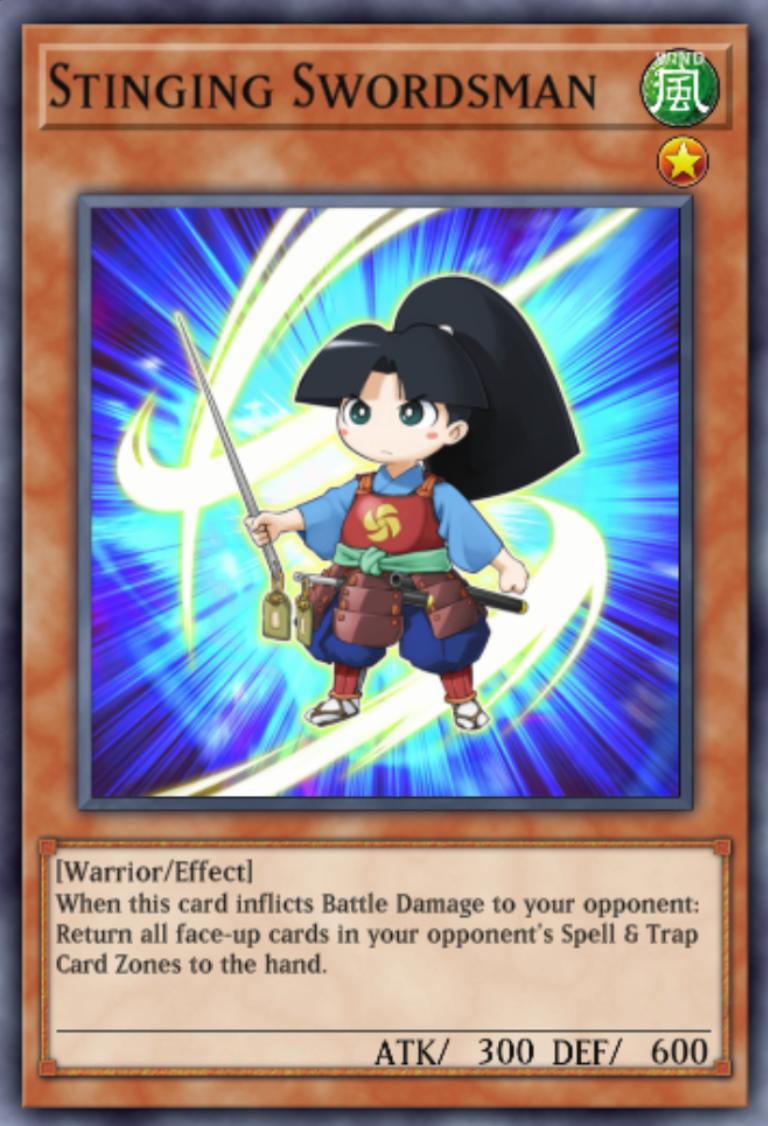 Stinging Swordsman
WIND
風
[Warrior/Effect]
When this card inflicts Battle Damage to your opponent:
Return all face-up cards in your opponent's Spell & Trap
Card Zones to the hand.
ATK/ 300 DEF/ 600